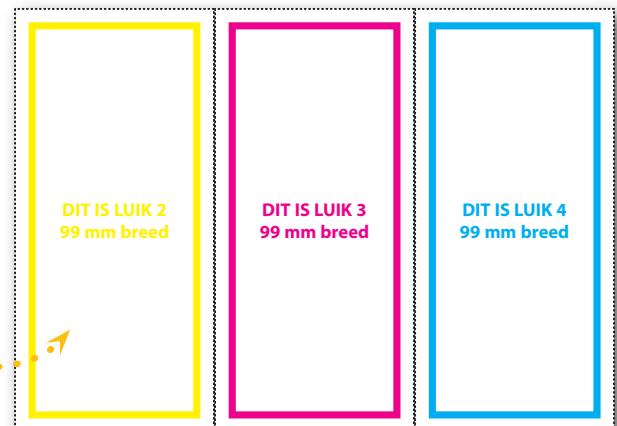 DIT IS LUIK 2
99 mm breed
DIT IS LUIK 3
99 mm breed
DIT IS LUIK 4
99 mm breed